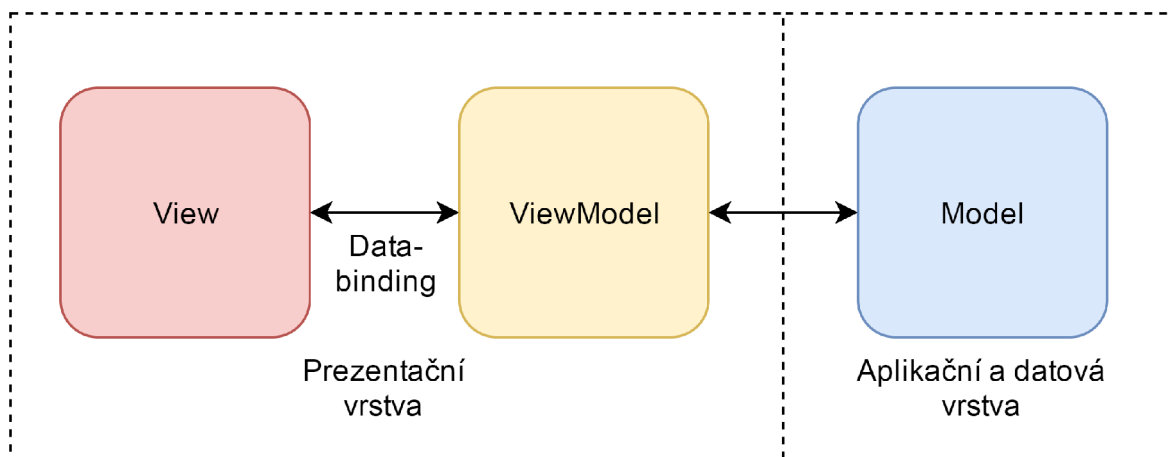 View
Data-
binding
ViewModel
Model
Prezentační
vrstva
Aplikační a datová
vrstva